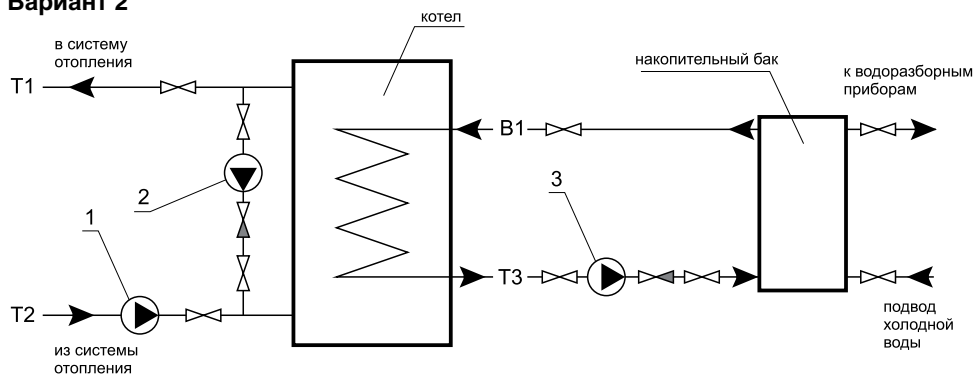 Вариант 2
котел
в систему
отопления
T1
накопительный бак
к водоразборным
приборам
B1
2
3
1
T3
T2
из системы
отопления
подвод
холодной
воды